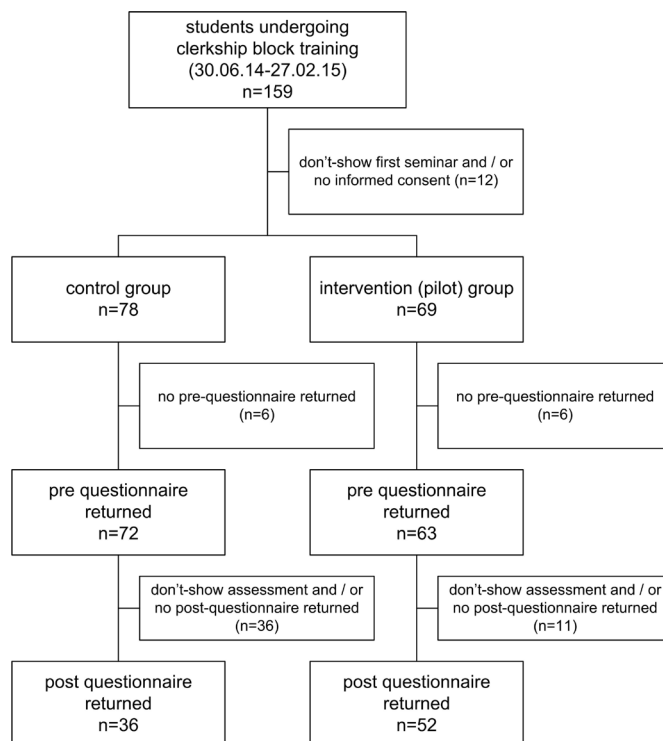 students undergoing
clerkship block training
(30.06.14-27.02.15)
n=159
don't-show first seminar and / or
no informed consent (n=12)
control group
n=78
intervention (pilot) group
n=69
no pre-questionnaire returned
(n=6)
no pre-questionnaire returned
(n=6)
pre questionnaire
returned
n=72
pre questionnaire
returned
n=63
don't-show assessment and / or
no post-questionnaire returned
(n=36)
don't-show assessment and / or
no post-questionnaire returned
(n=11)
post questionnaire
returned
n=36
post questionnaire
returned
n=52